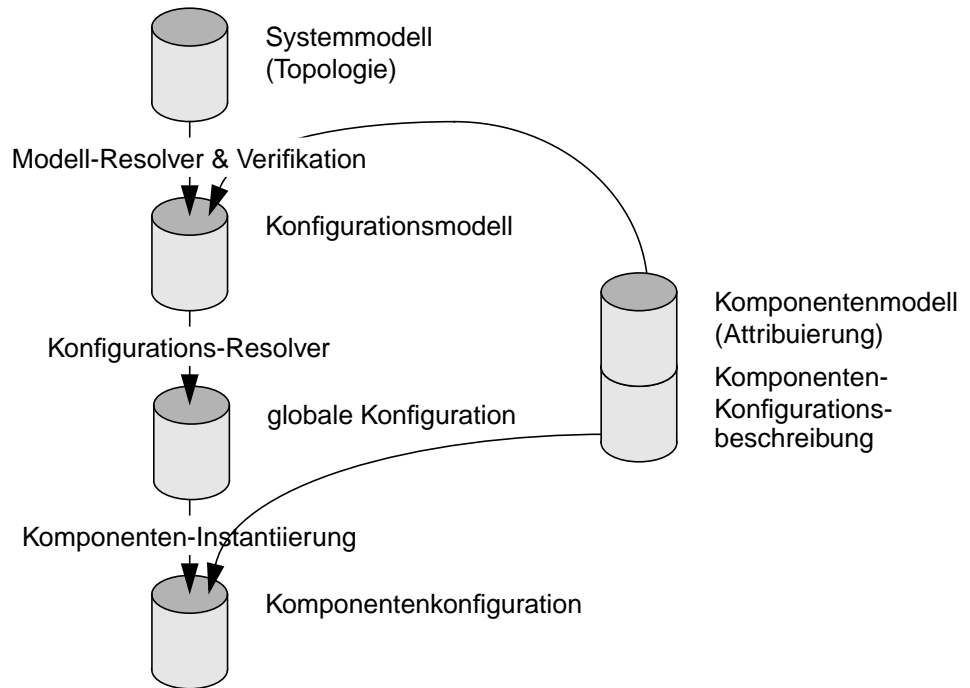 Systemmodell
(Topologie)
Modell-Resolver & Verifikation
Konfigurationsmodell
Komponentenmodell
(Attribuierung)
Konfigurations-Resolver
Komponenten-
Konfigurations-
beschreibung
globale Konfiguration
Komponenten-Instantiierung
Komponentenkonfiguration